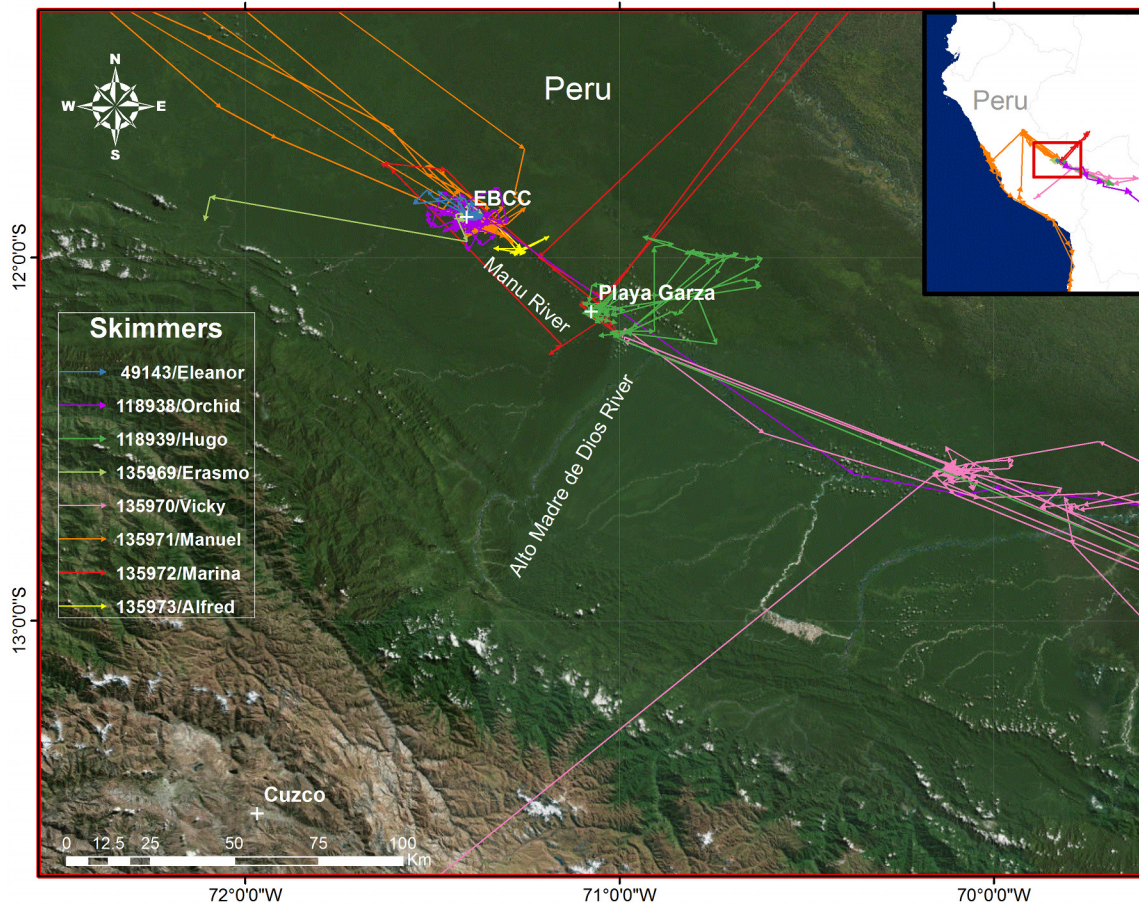 Peru
Peru
N
W E
S
EBCC
Manu River
Playa Garza
12°0'0"S
Skimmers
49143/Eleanor
118938/Orchid
118939/Hugo
135969/Erasmo
135970/Vicky
135971/Manuel
135972/Marina
135973/Alfred
Alto Madre de Dios River
13°0'0"S
Cuzco
0 12.5 25 50 75 100
Km
72°0'0"W 71°0'0"W 70°0'0"W